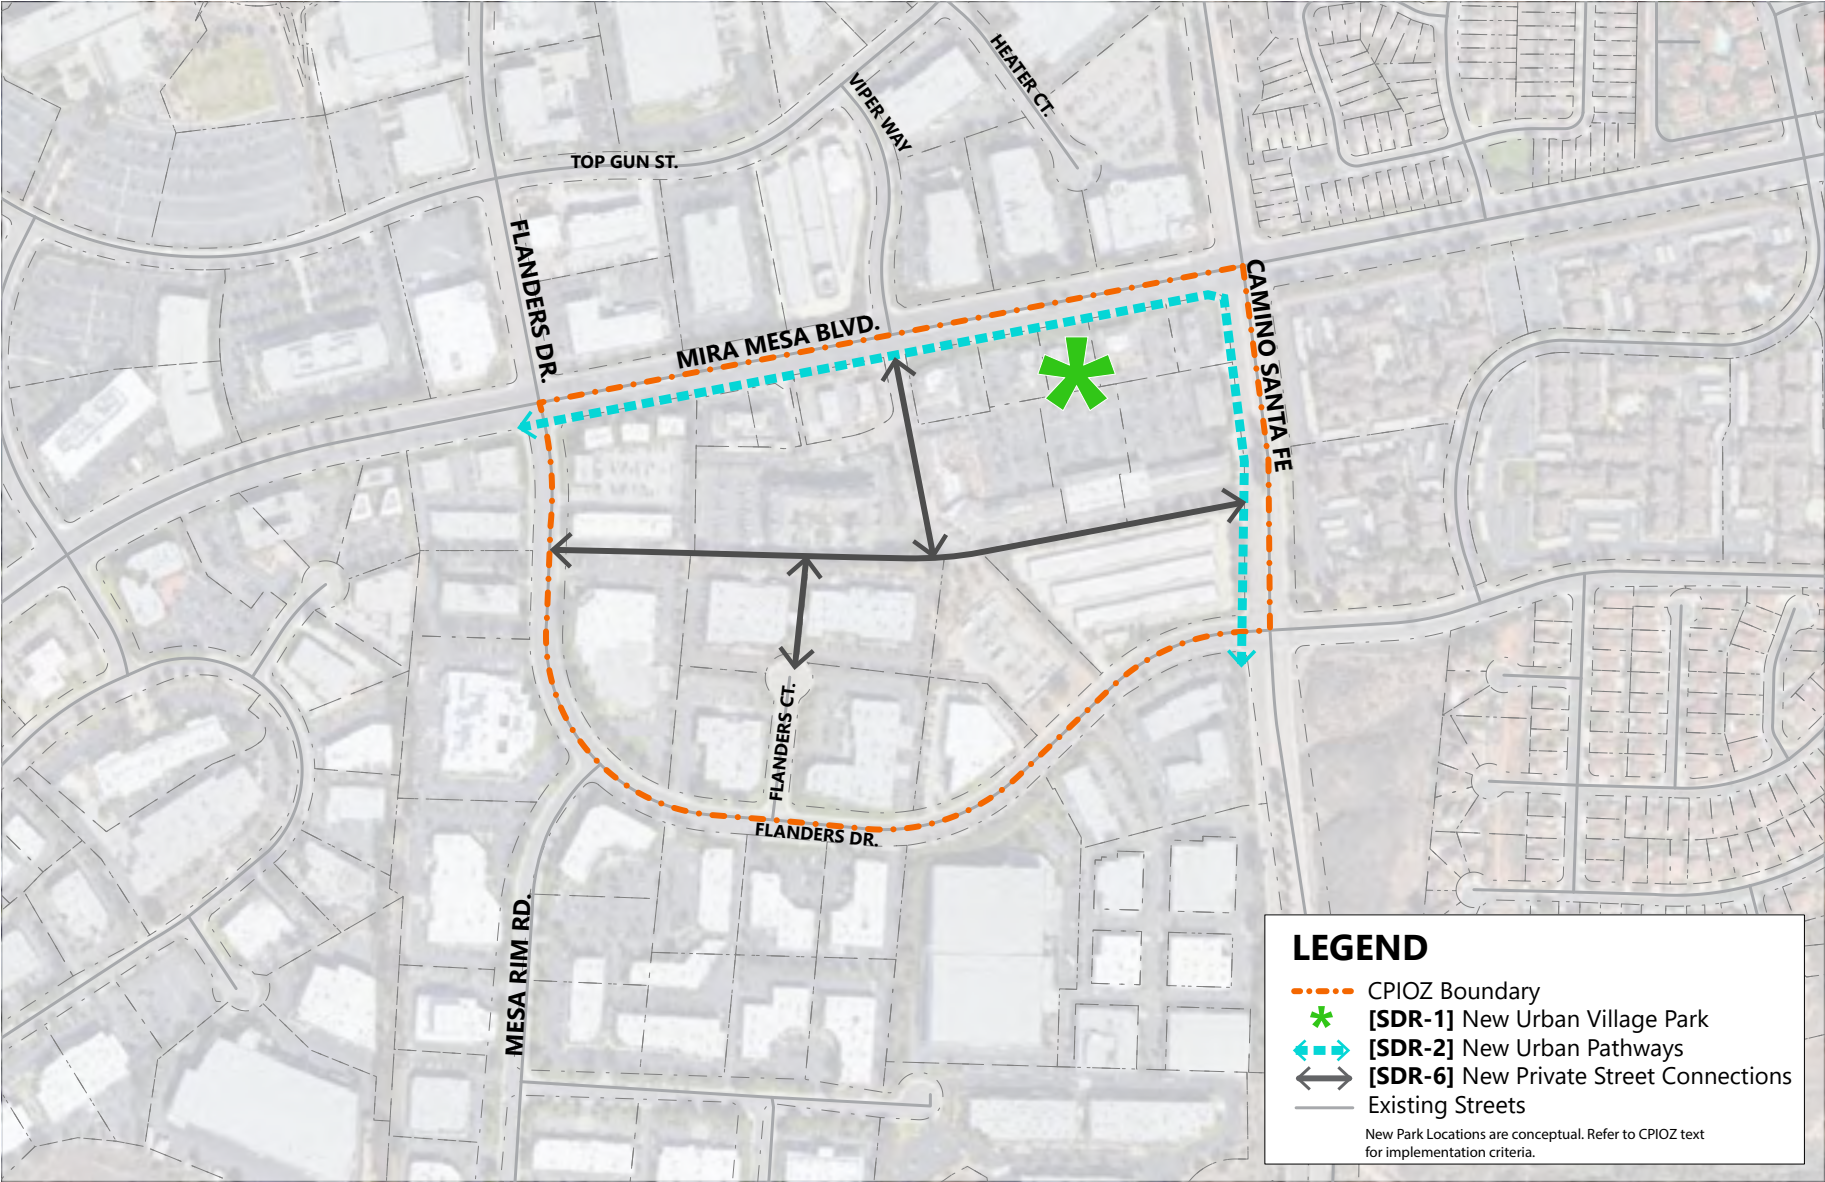 HEATER CT.
VIPER WAY
TOP GUN ST.
FLANDERS DR.
MIRA MESA BLVD.
CAMINO SANTA FE
FLANDERS CT.
FLANDERS DR.
MESA RIM RD.
LEGEND
CPIOZ Boundary
[SDR-1] New Urban Village Park
[SDR-2] New Urban Pathways
[SDR-6] New Private Street Connections
Existing Streets
New Park Locations are conceptual. Refer to CPIOZ text
for implementation criteria.